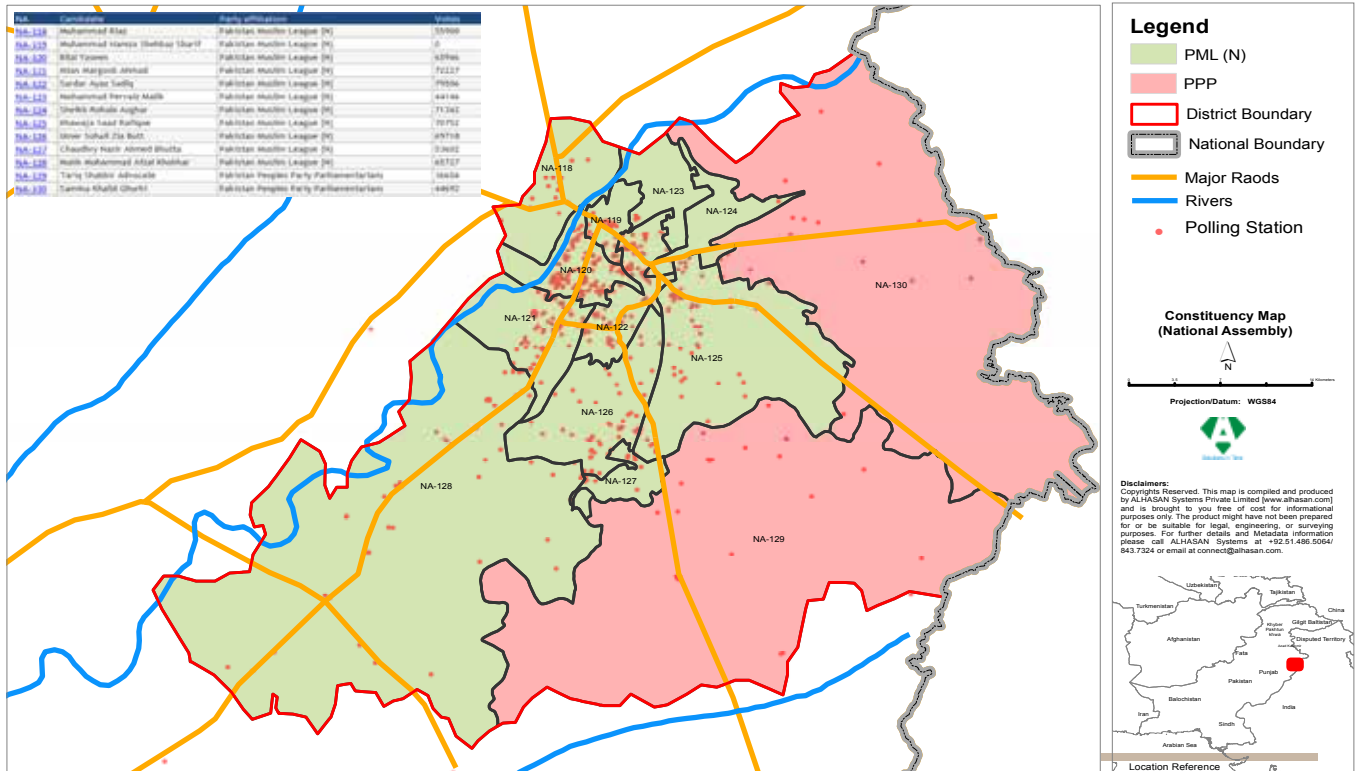 NA Candidate Party affiliation Votes
NA-118 Muhammad Riaz Pakistan Muslim League (N)
NA-119 Muhammad Hamza Shehbaz Sharif Pakistan Muslim League (N) 0
NA-120 Bilal Yaseen Pakistan Muslim League (N)
NA-121 Mian Margoob Ahmad Pakistan Muslim League (N)
NA-122 Sardar Ayaz Sadiq Pakistan Muslim League (N)
NA-123 Muhammad Pervaiz Malik Pakistan Muslim League (N)
NA-124 Sheikh Rohale Asghar Pakistan Muslim League (N)
NA-125 Khawaja Saad Rafique Pakistan Muslim League (N)
NA-126 Umer Sohail Zia Butt Pakistan Muslim League (N)
NA-127 Chaudhry Nasir Ahmed Bhutta Pakistan Muslim League (N)
NA-128 Malik Muhammad Afzal Khokhar Pakistan Muslim League (N)
NA-129 Tariq Shabbir Advocate Pakistan Peoples Party Parliamentarians
NA-130 Samina Khalid Ghurki Pakistan Peoples Party Parliamentarians
NA-118
NA-123
NA-124
NA-119
NA-120
NA-130
NA-121
NA-122
NA-125
NA-126
NA-127
NA-128
NA-129
Legend
PML (N)
PPP
District Boundary
National Boundary
Major Raods
Rivers
Polling Station
Constituency Map
(National Assembly)
N
Projection/Datum: WGS84
Disclaimers:
Copyrights Reserved. This map is compiled and produced
by ALHASAN Systems Private Limited [www.alhasan.com]
and is brought to you free of cost for informational
purposes only. The product might have not been prepared
for or be suitable for legal, engineering, or surveying
purposes. For further details and Metadata information
please call ALHASAN Systems at +92.51.486.5064/
843.7324 or email at connect@alhasan.com.
Uzbekistan
Tajikistan
Turkmenistan
China
Khyber
Pakhtun
Khwa
Gilgit Baltistan
Afghanistan
Disputed Territory
Fata
Punjab
Pakistan
Balochistan
India
Iran
Sindh
Arabian Sea
Location Reference